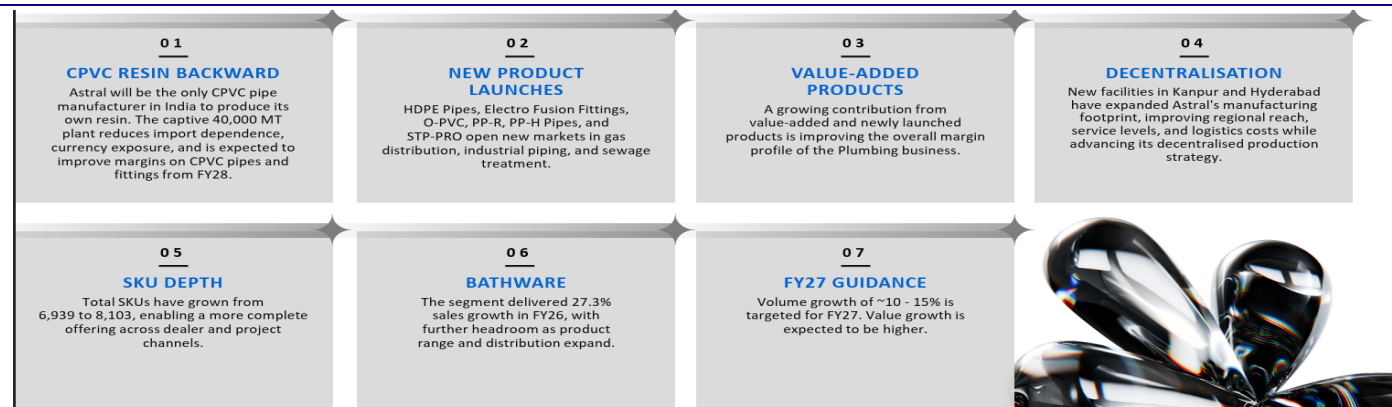 01
CPVC RESIN BACKWARD
Astral will be the only CPVC pipe
manufacturer in India to produce its
own resin. The captive 40,000 MT
plant reduces import dependence,
currency exposure, and is expected to
improve margins on CPVC pipes and
fittings from FY28.
02
NEW PRODUCT
LAUNCHES
HDPE Pipes, Electro Fusion Fittings,
O-PVC, PP-R, PP-H Pipes, and
STP-PRO open new markets in gas
distribution, industrial piping, and sewage
treatment.
03
VALUE-ADDED
PRODUCTS
A growing contribution from
value-added and newly launched
products is improving the overall margin
profile of the Plumbing business.
04
DECENTRALISATION
New facilities in Kanpur and Hyderabad
have expanded Astral's manufacturing
footprint, improving regional reach,
service levels, and logistics costs while
advancing its decentralised production
strategy.
05
SKU DEPTH
Total SKUs have grown from
6,939 to 8,103, enabling a more complete
offering across dealer and project
channels.
06
BATHWARE
The segment delivered 27.3%
sales growth in FY26, with
further headroom as product
range and distribution expand.
07
FY27 GUIDANCE
Volume growth of ~10 - 15% is
targeted for FY27. Value growth is
expected to be higher.